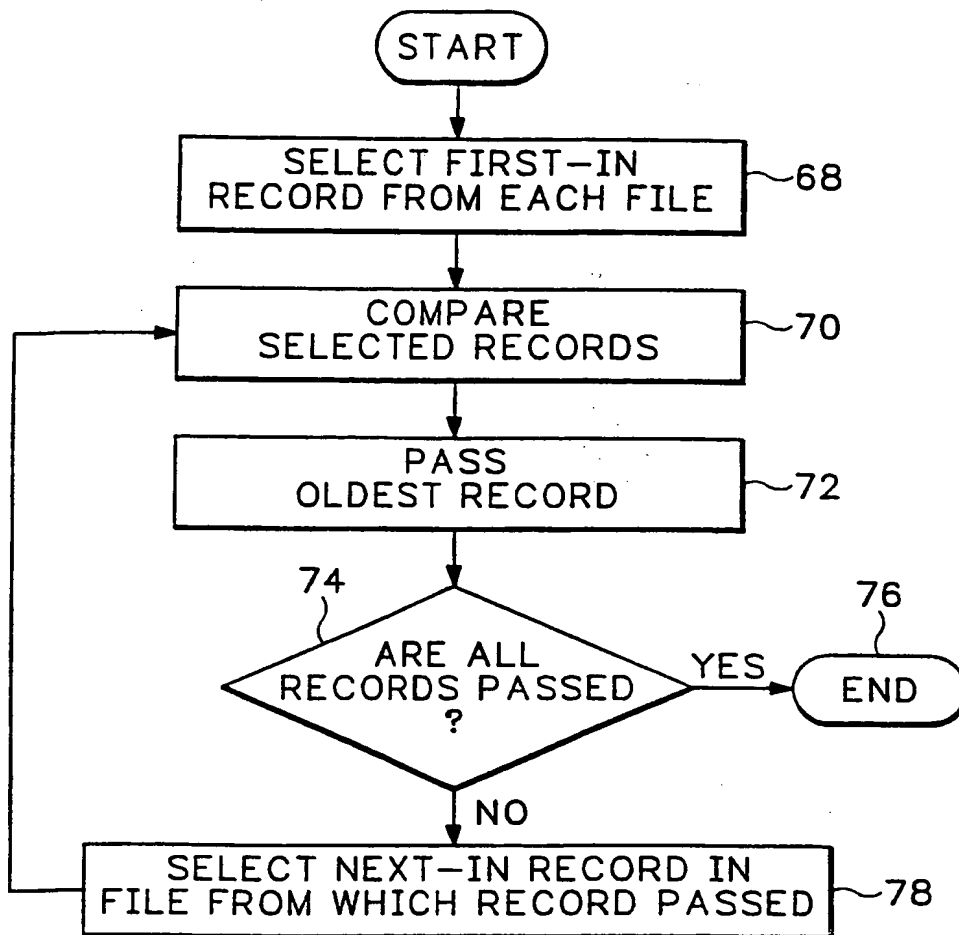 START
SELECT FIRST-IN
RECORD FROM EACH FILE
68
COMPARE
SELECTED RECORDS
70
PASS
OLDEST RECORD
72
74
ARE ALL
RECORDS PASSED
?
YES
76
END
NO
SELECT NEXT-IN RECORD IN
FILE FROM WHICH RECORD PASSED
78